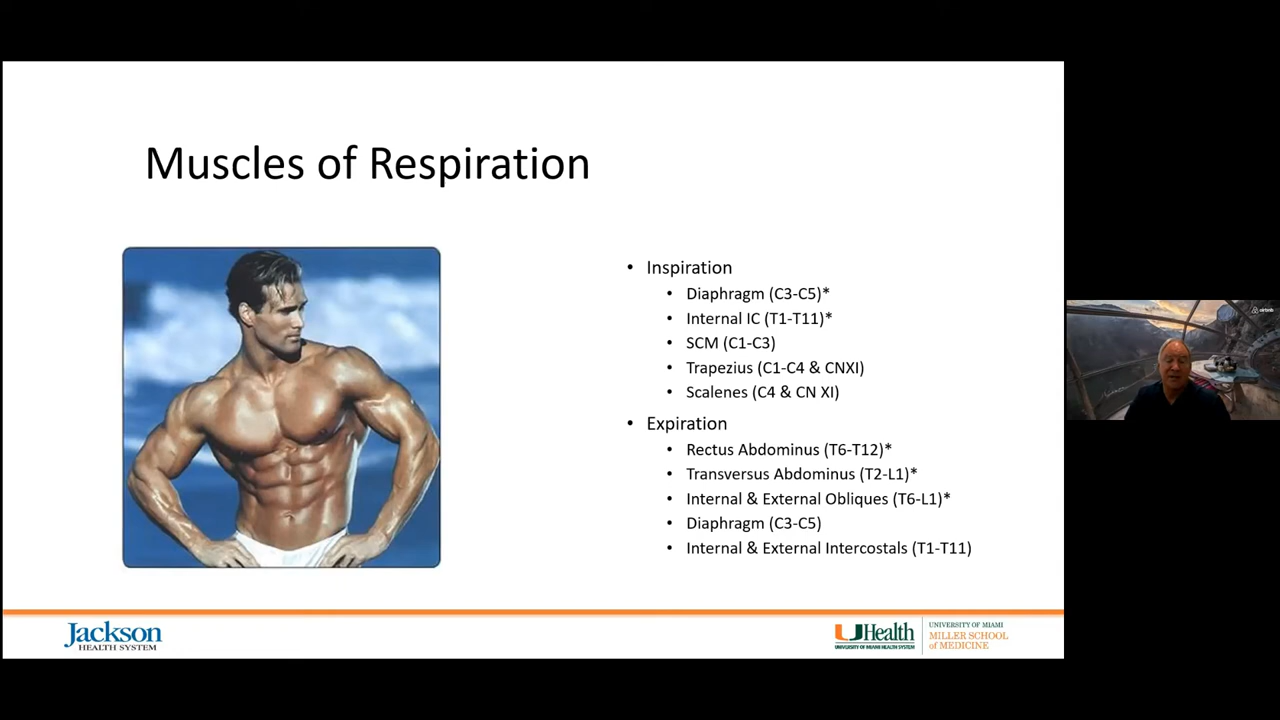 Muscles of Respiration
• Inspiration
• Diaphragm (C3-C5)*
• Internal IC (T1-T11)*
• SCM (C1-C3)
• Trapezius (C1-C4 & CNXI)
• Scalenes (C4 & CN XI)
• Expiration
• Rectus Abdominus (T6-T12)*
• Transversus Abdominus (T2-L1)*
• Internal & External Obliques (T6-L1)*
• Diaphragm (C3-C5)
• Internal & External Intercostals (T1-T11)
airbnb
Jackson
HEALTH SYSTEM
UHealth
UNIVERSITY OF MIAMI HEALTH SYSTEM
UNIVERSITY OF MIAMI
MILLER SCHOOL
of MEDICINE